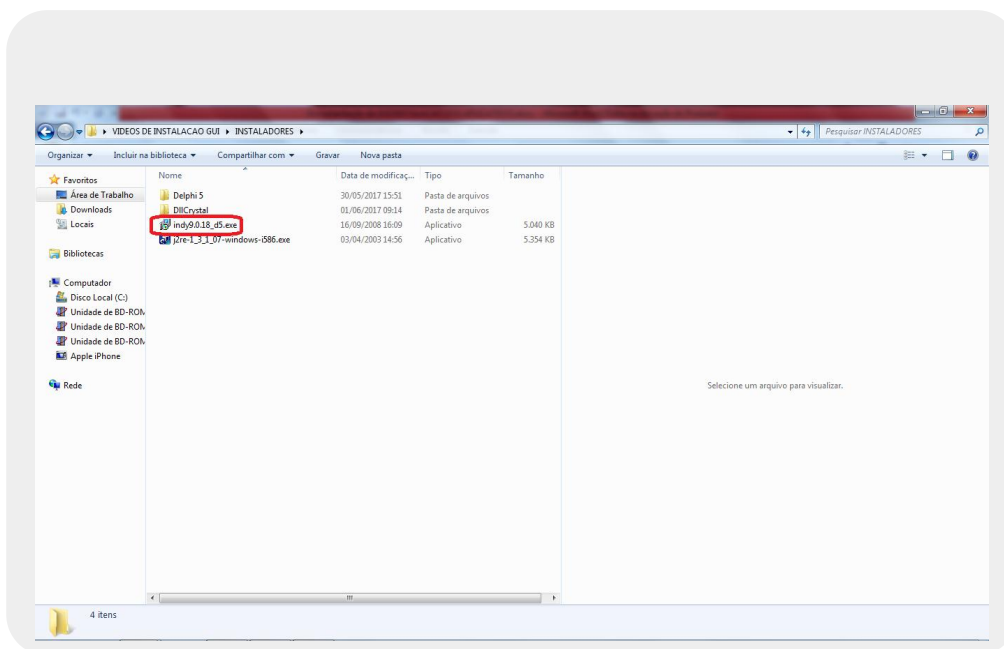 VIDEOS DE INSTALACAO GUI INSTALADORES
Pesquisar INSTALADORES
Organizar Incluir na biblioteca Compartilhar com Gravar Nova pasta
Favoritos
Área de Trabalho
Downloads
Locais
Bibliotecas
Computador
Disco Local (C:)
Unidade de BD-ROM
Unidade de BD-ROM
Unidade de BD-ROM
Apple iPhone
Rede
Nome Data de modificaç... Tipo Tamanho
Delphi 5 30/05/2017 15:51 Pasta de arquivos
DllCrystal 01/06/2017 09:14 Pasta de arquivos
indy9.0.18_d5.exe 16/09/2008 16:09 Aplicativo 5.040 KB
j2re-1_3_1_07-windows-i586.exe 03/04/2003 14:56 Aplicativo 5.354 KB
Selecione um arquivo para visualizar.
4 itens